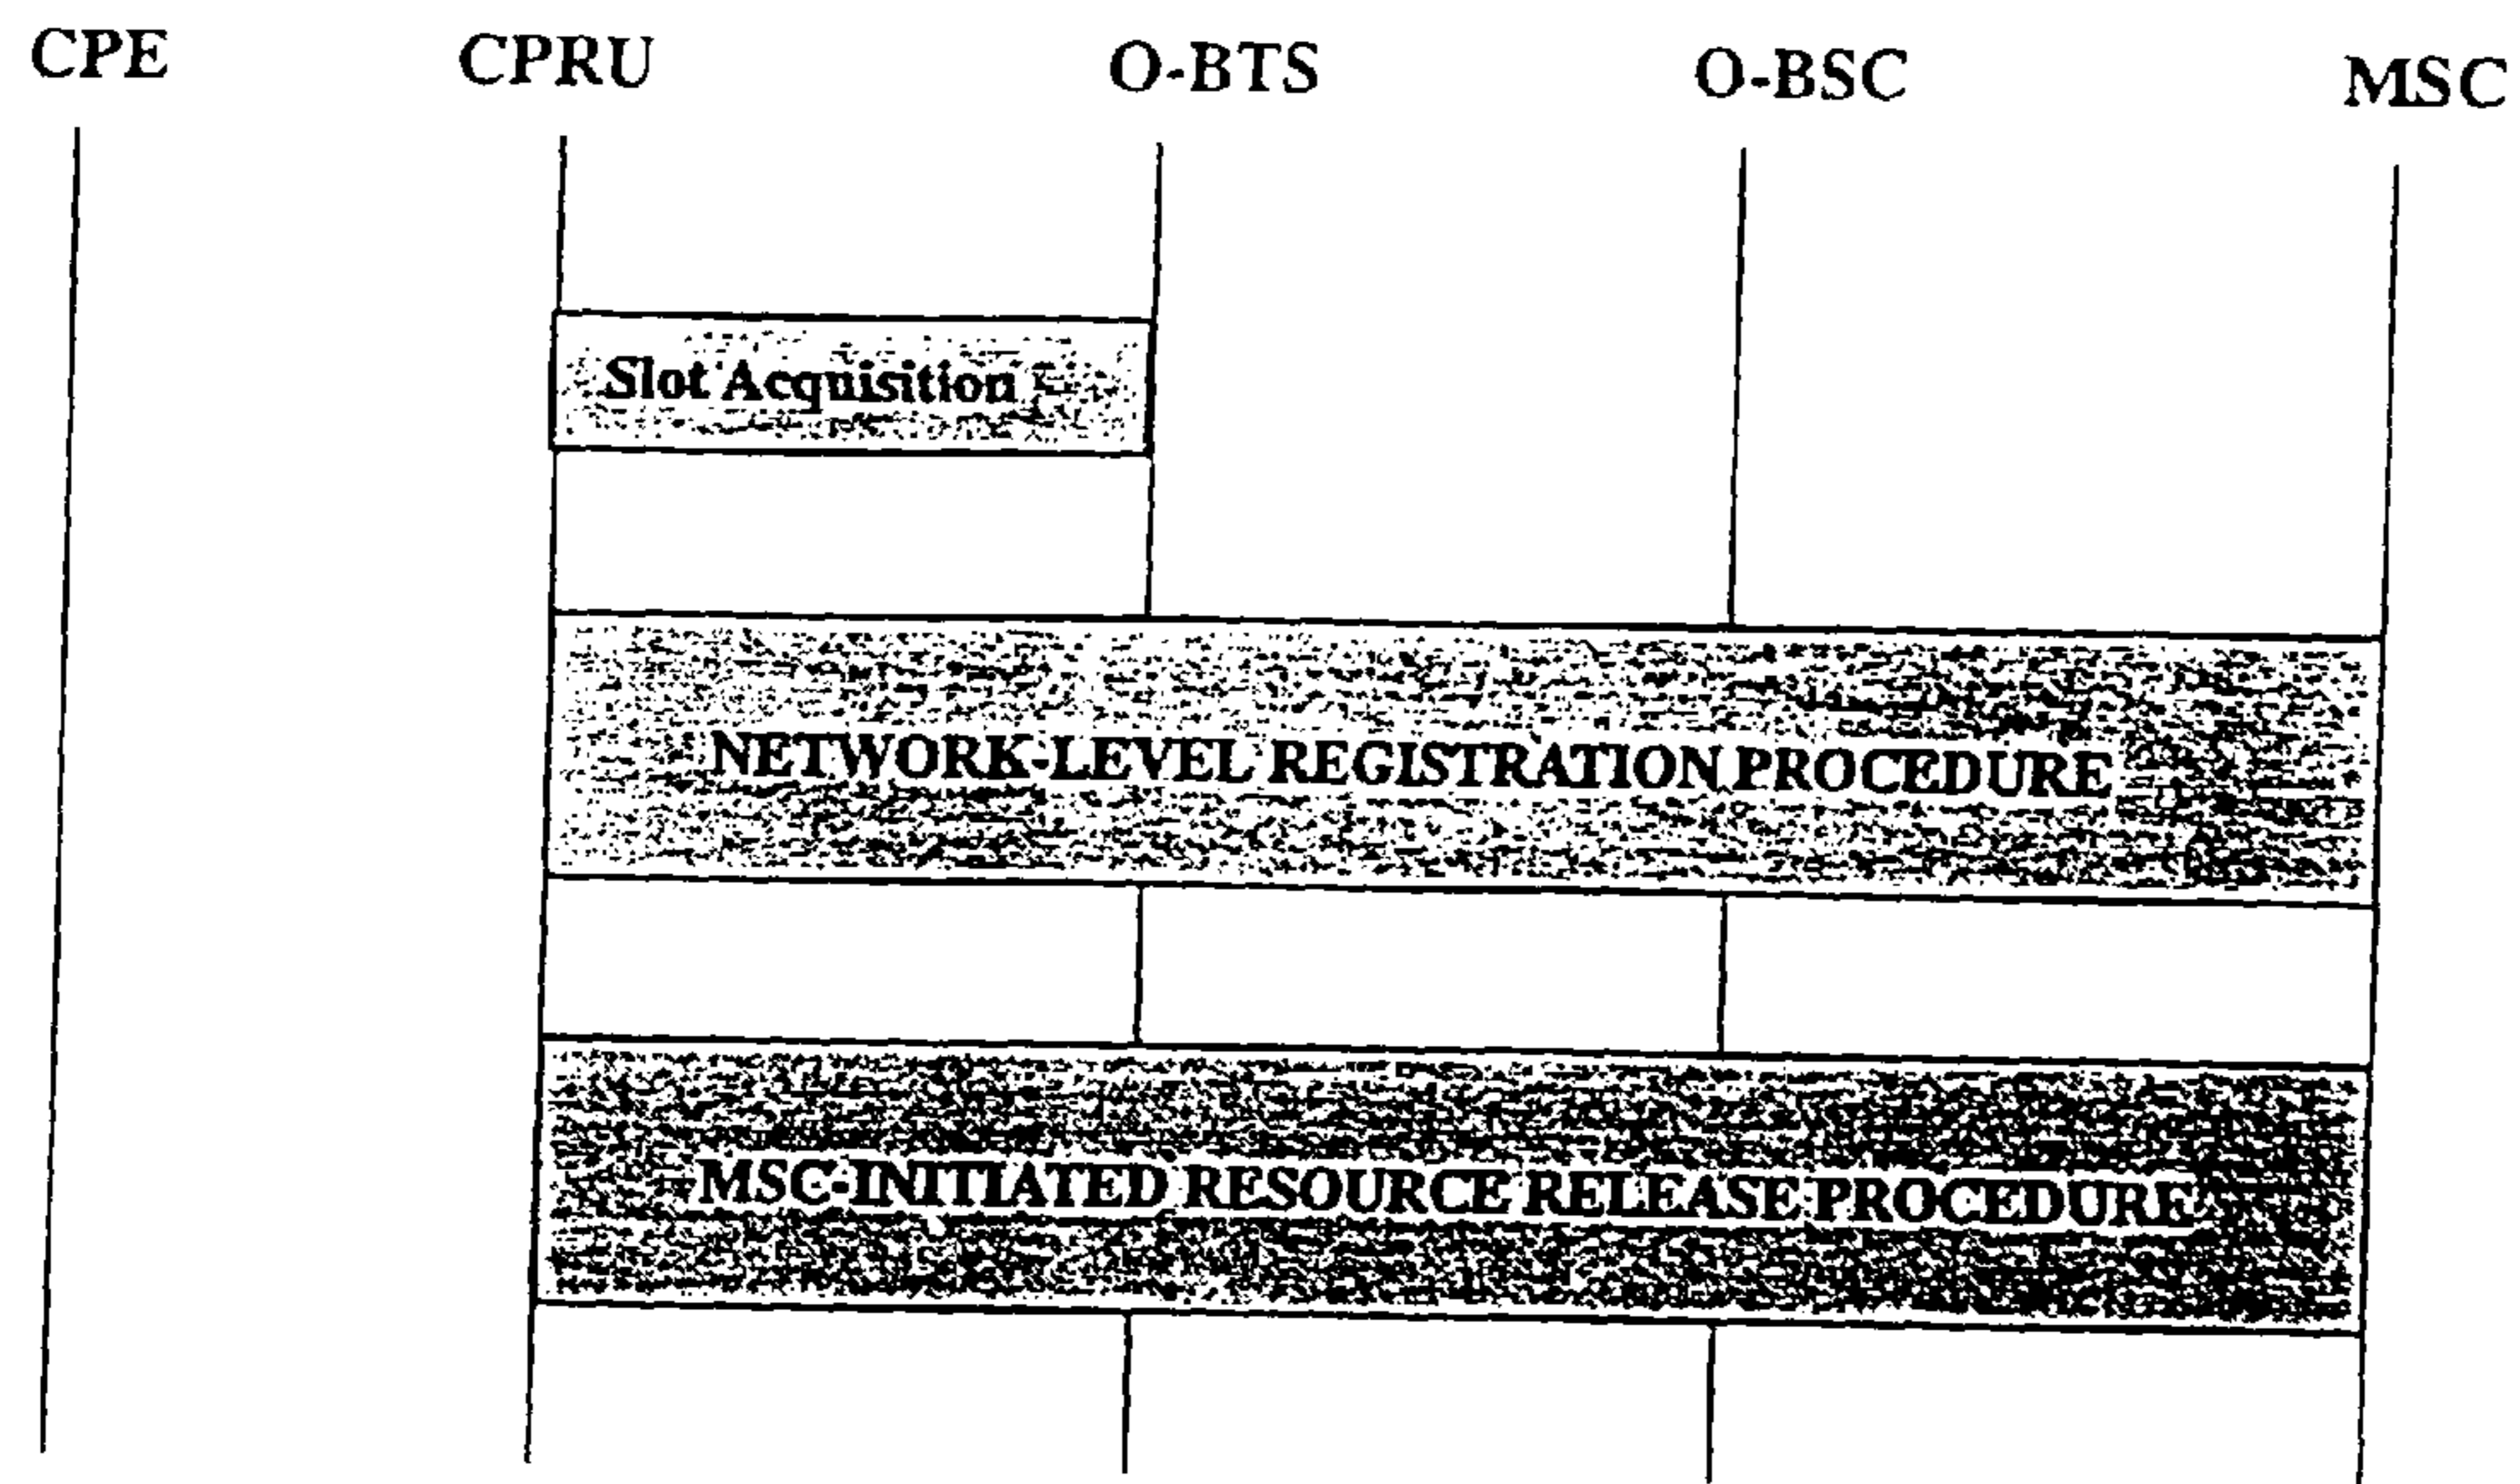 CPE CPRU O-BTS O-BSC MSC
Slot Acquisition
NETWORK-LEVEL REGISTRATION PROCEDURE
MSC-INITIATED RESOURCE RELEASE PROCEDURE